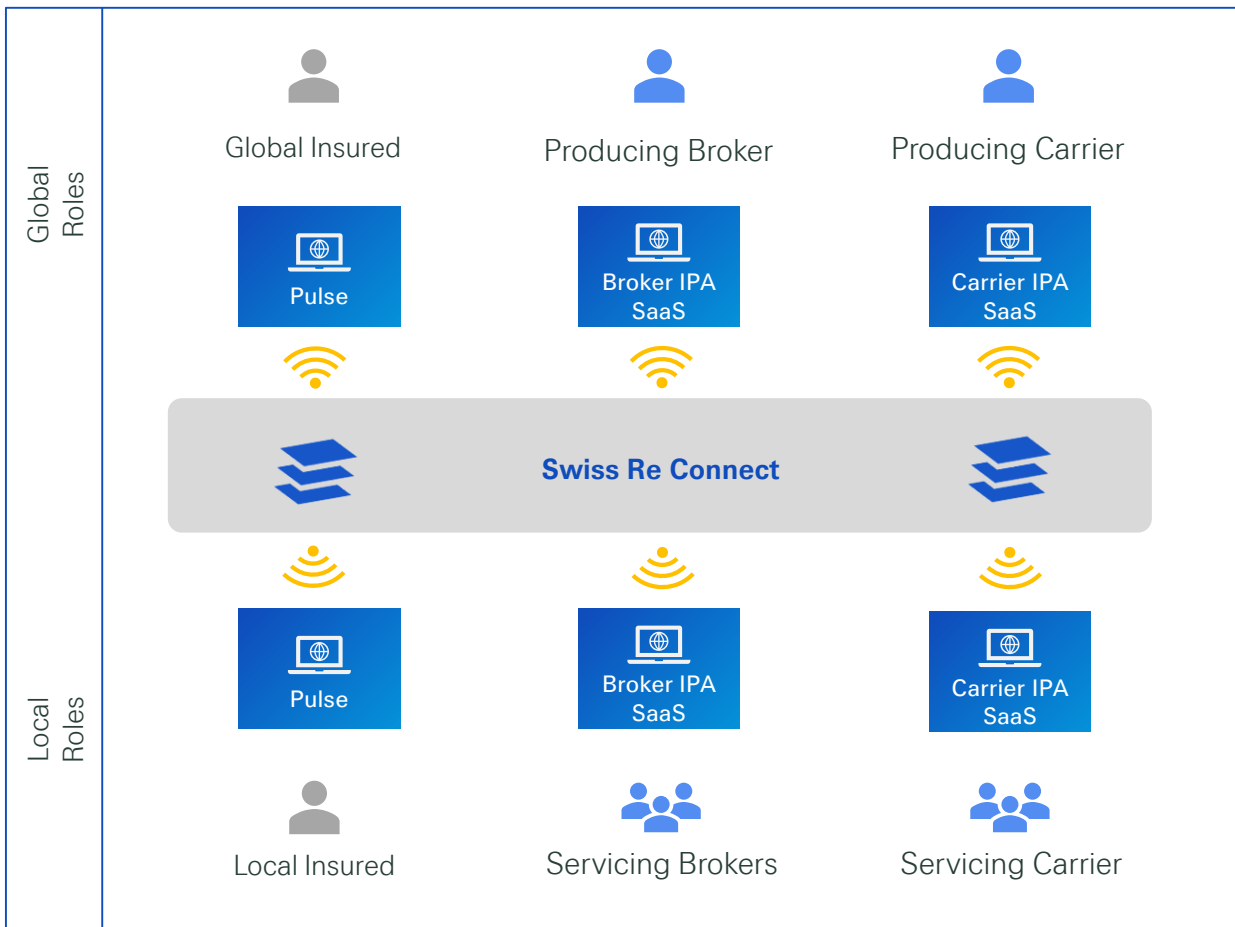 Global
Roles
Global Insured
Producing Broker
Producing Carrier
Pulse
Broker IPA
SaaS
Carrier IPA
SaaS
Swiss Re Connect
Local
Roles
Pulse
Broker IPA
SaaS
Carrier IPA
SaaS
Local Insured
Servicing Brokers
Servicing Carrier